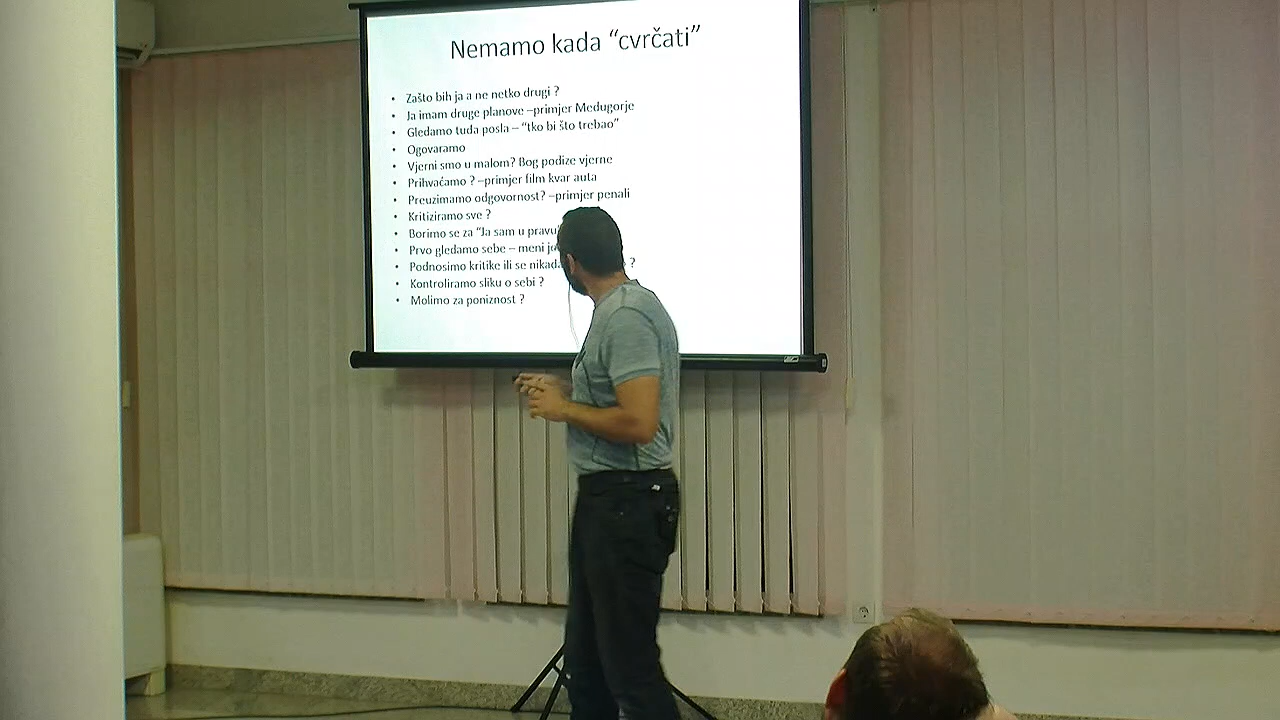 Nemamo kada “cvrčati”
• Zašto bih ja a ne netko drugi ?
• Ja imam druge planove –primjer Međugorje
• Gledamo tuđa posla – “tko bi što trebao”
• Ogovaramo
• Vjerni smo u malom? Bog podize vjerne
• Prihvaćamo ? –primjer film kvar auta
• Preuzimamo odgovornost? –primjer penali
• Kritiziramo sve ?
• Borimo se za “Ja sam u pravu
• Prvo gledamo sebe – meni
• Podnosimo kritike ili se ?
• Kontroliramo sliku o sebi ?
• Molimo za poniznost ?